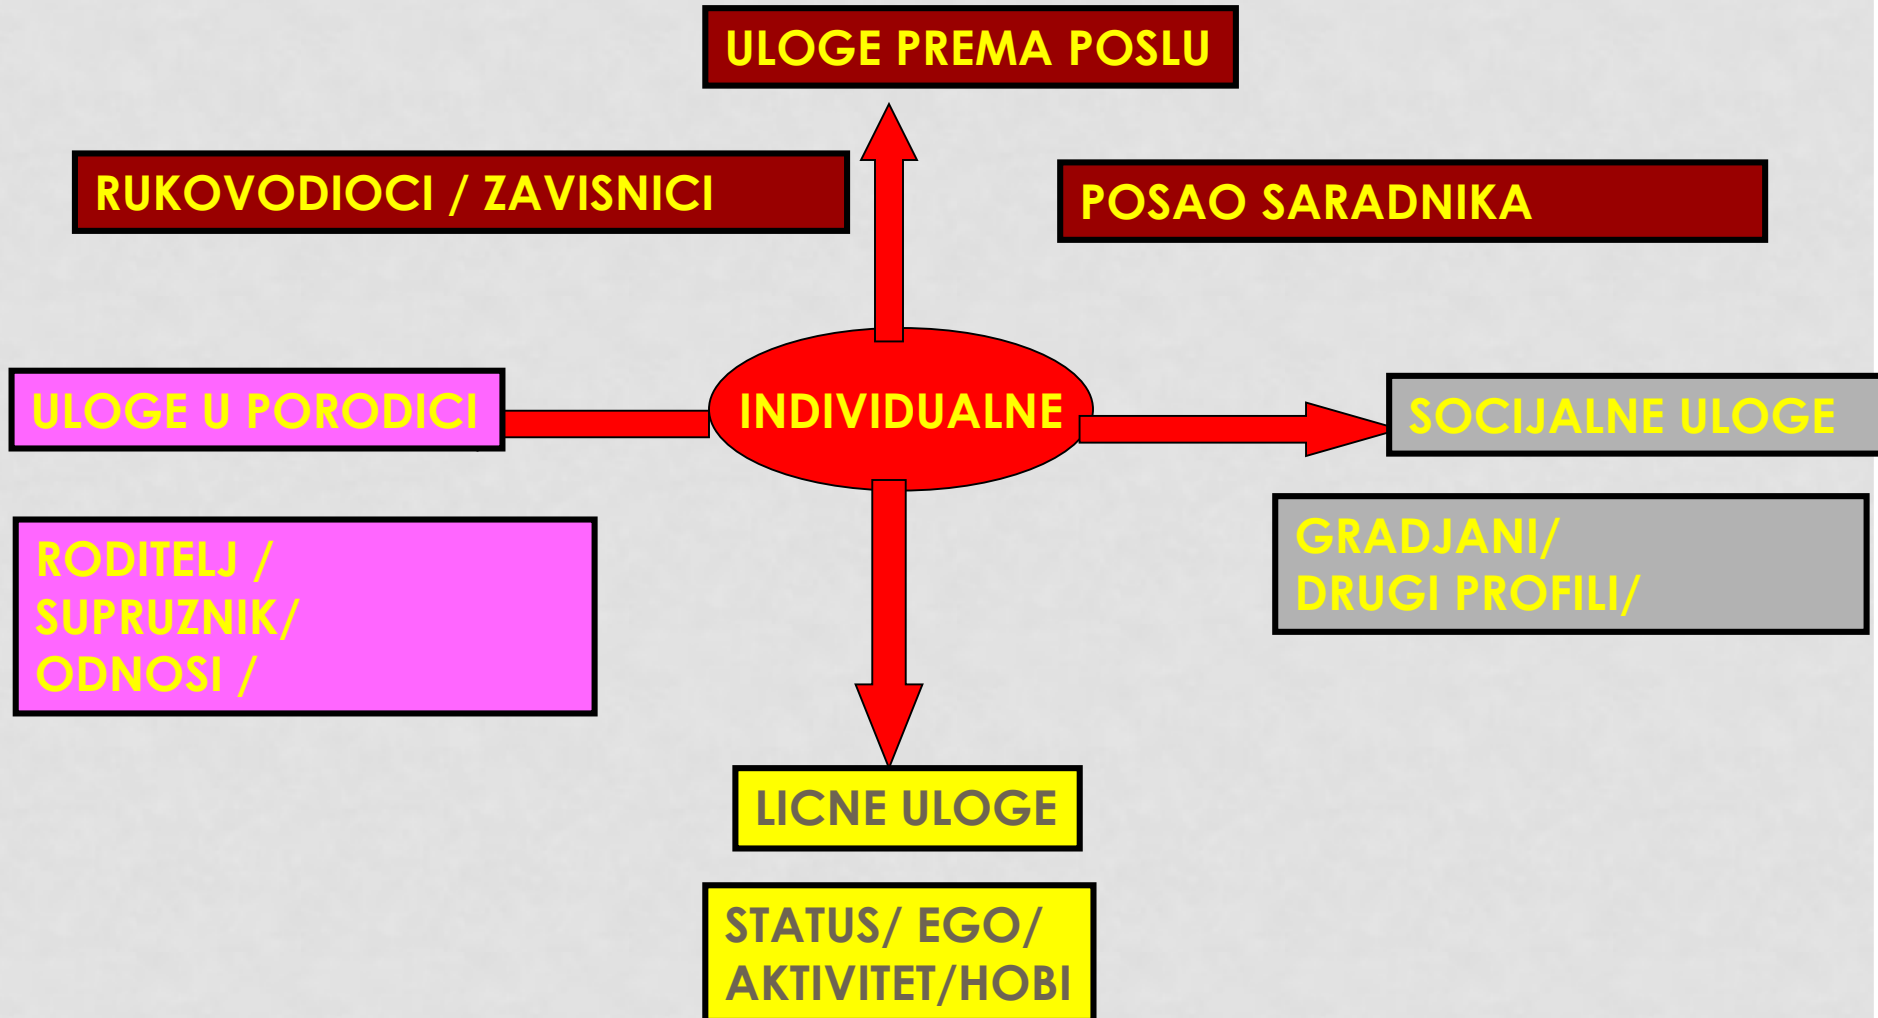 ULOGE PREMA POSLU
RUKOVODIOCI / ZAVISNICI
POSAO SARADNIKA
ULOGE U PORODICI
INDIVIDUALNE
SOCIJALNE ULOGE
RODITELJ /
SUPRUZNIK/
ODNOSI /
GRADJANI/
DRUGI PROFILI/
LICNE ULOGE
STATUS/ EGO/
AKTIVITET/HOBI